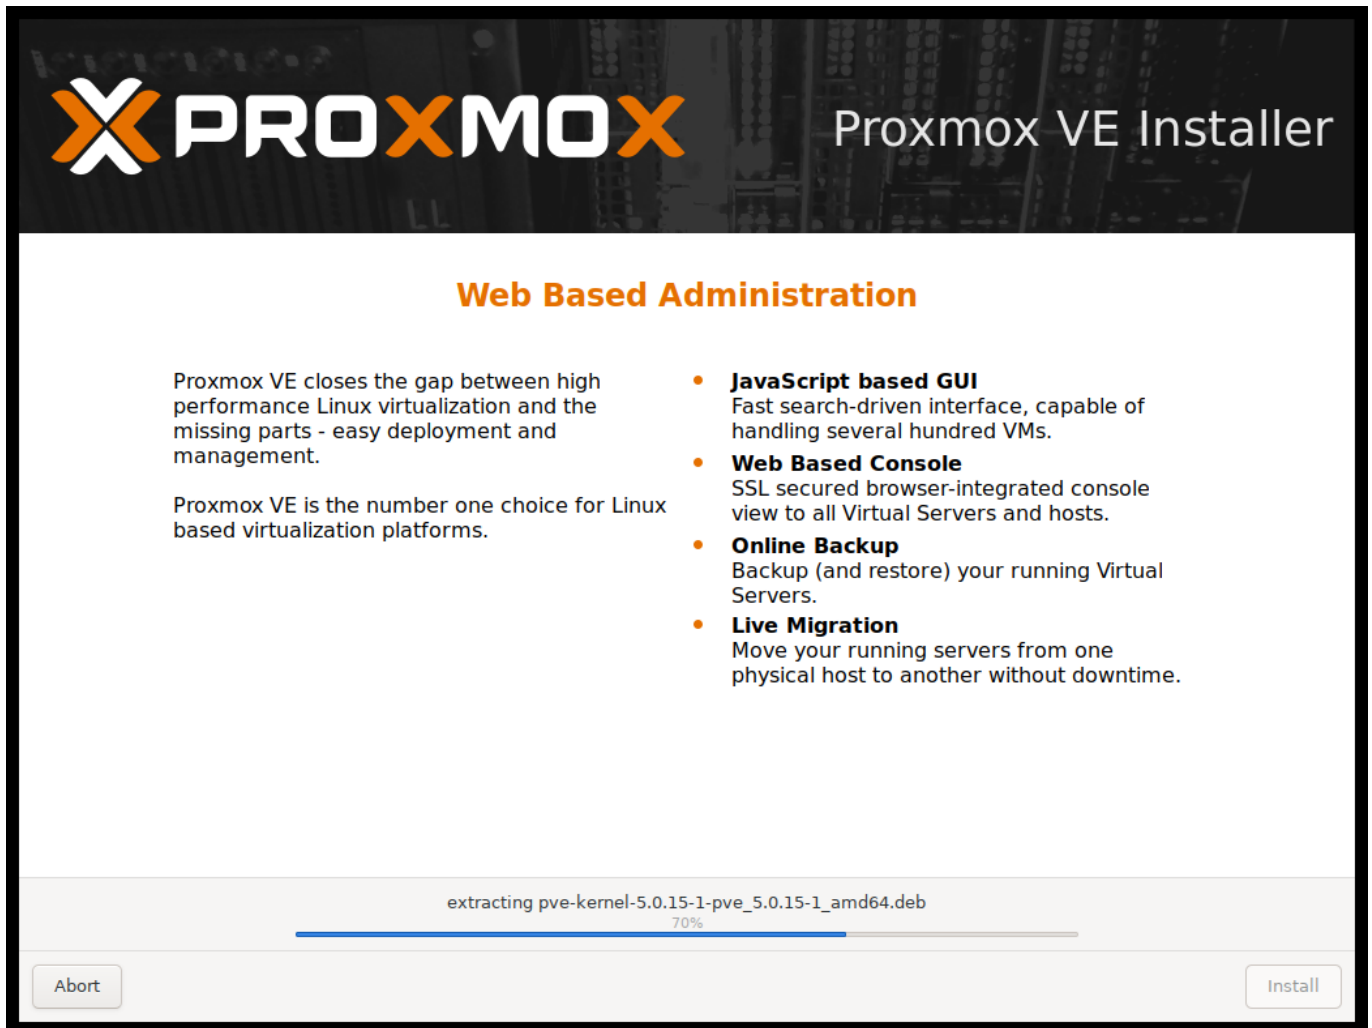 PROXMOX
Proxmox VE Installer
Web Based Administration
Proxmox VE closes the gap between high
performance Linux virtualization and the
missing parts - easy deployment and
management.
Proxmox VE is the number one choice for Linux
based virtualization platforms.
JavaScript based GUI
Fast search-driven interface, capable of
handling several hundred VMs.
Web Based Console
SSL secured browser-integrated console
view to all Virtual Servers and hosts.
Online Backup
Backup (and restore) your running Virtual
Servers.
Live Migration
Move your running servers from one
physical host to another without downtime.
extracting pve-kernel-5.0.15-1-pve_5.0.15-1_amd64.deb
70%
Abort
Install